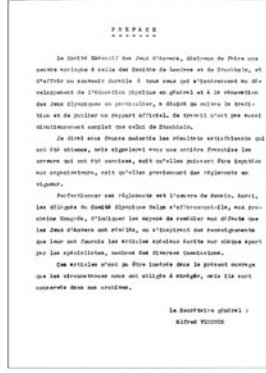 PREFACE
Le Comité Exécutif des Jeux d'Anvers, désireux de faire une
oeuvre analogue à celle des Comités de Londres et de Stockholm, et
d'offrir un souvenir durable à tous ceux qui s'intéressent au dé-
veloppement de l'éducation physique en général et à la rénovation
des Jeux Olympiques en particulier, a décidé de suivre la tradi-
tion et de publier un rapport officiel. Ce travail n'est pas aussi
minutieusement complet que celui de Stockholm.
Je dirai sans fausse modestie les résultats satisfaisants qui
ont été obtenus, mais signalerai avec une entière franchise les
erreurs qui ont été commises, soit qu'elles puissent être imputées
aux organisateurs, soit qu'elles proviennent des règlements en
vigueur.
Perfectionner ces règlements est l'oeuvre de demain. Aussi,
les délégués du Comité Olympique Belge s'efforceront-ils, aux pro-
chains Congrès, d'indiquer les moyens de remédier aux défauts que
les Jeux d'Anvers ont révélés, en s'inspirant des renseignements
que leur ont fournis les articles spéciaux écrits sur chaque sport
par les spécialistes, membres des diverses Commissions.
Ces articles n'ont pu être insérés dans le présent ouvrage
que les circonstances nous ont obligés à abréger, mais ils sont
conservés dans nos archives.
Le Secrétaire général :
Alfred VERDYCK